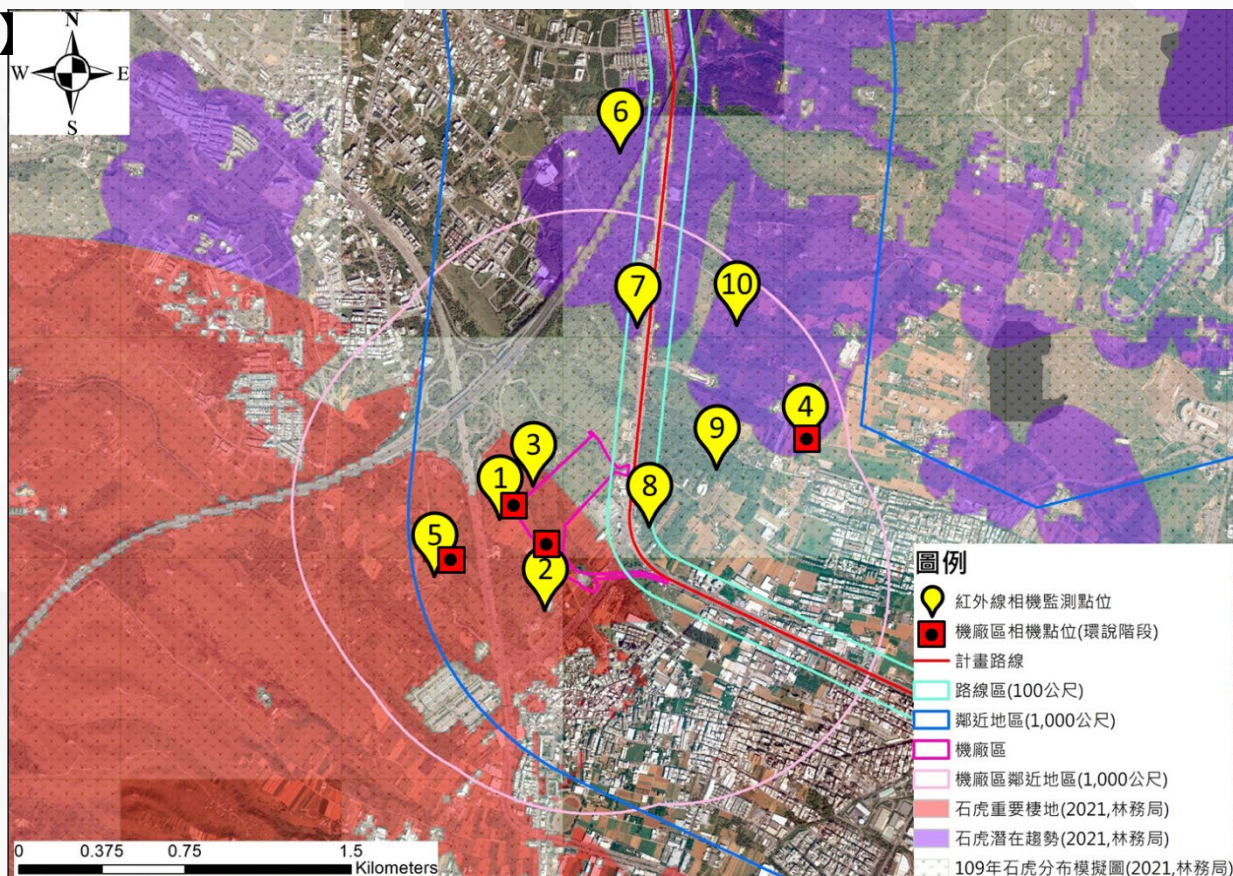 】
N
W E
S
6
7
10
4
9
3
1
8
5
2
圖例
紅外線相機監測點位
機廠區相機點位(環說階段)
計畫路線
路線區(100公尺)
鄰近地區(1,000公尺)
機廠區
機廠區鄰近地區(1,000公尺)
石虎重要棲地(2021,林務局)
石虎潛在趨勢(2021,林務局)
109年石虎分布模擬圖(2021,林務局)
0 0.375 0.75 1.5
Kilometers